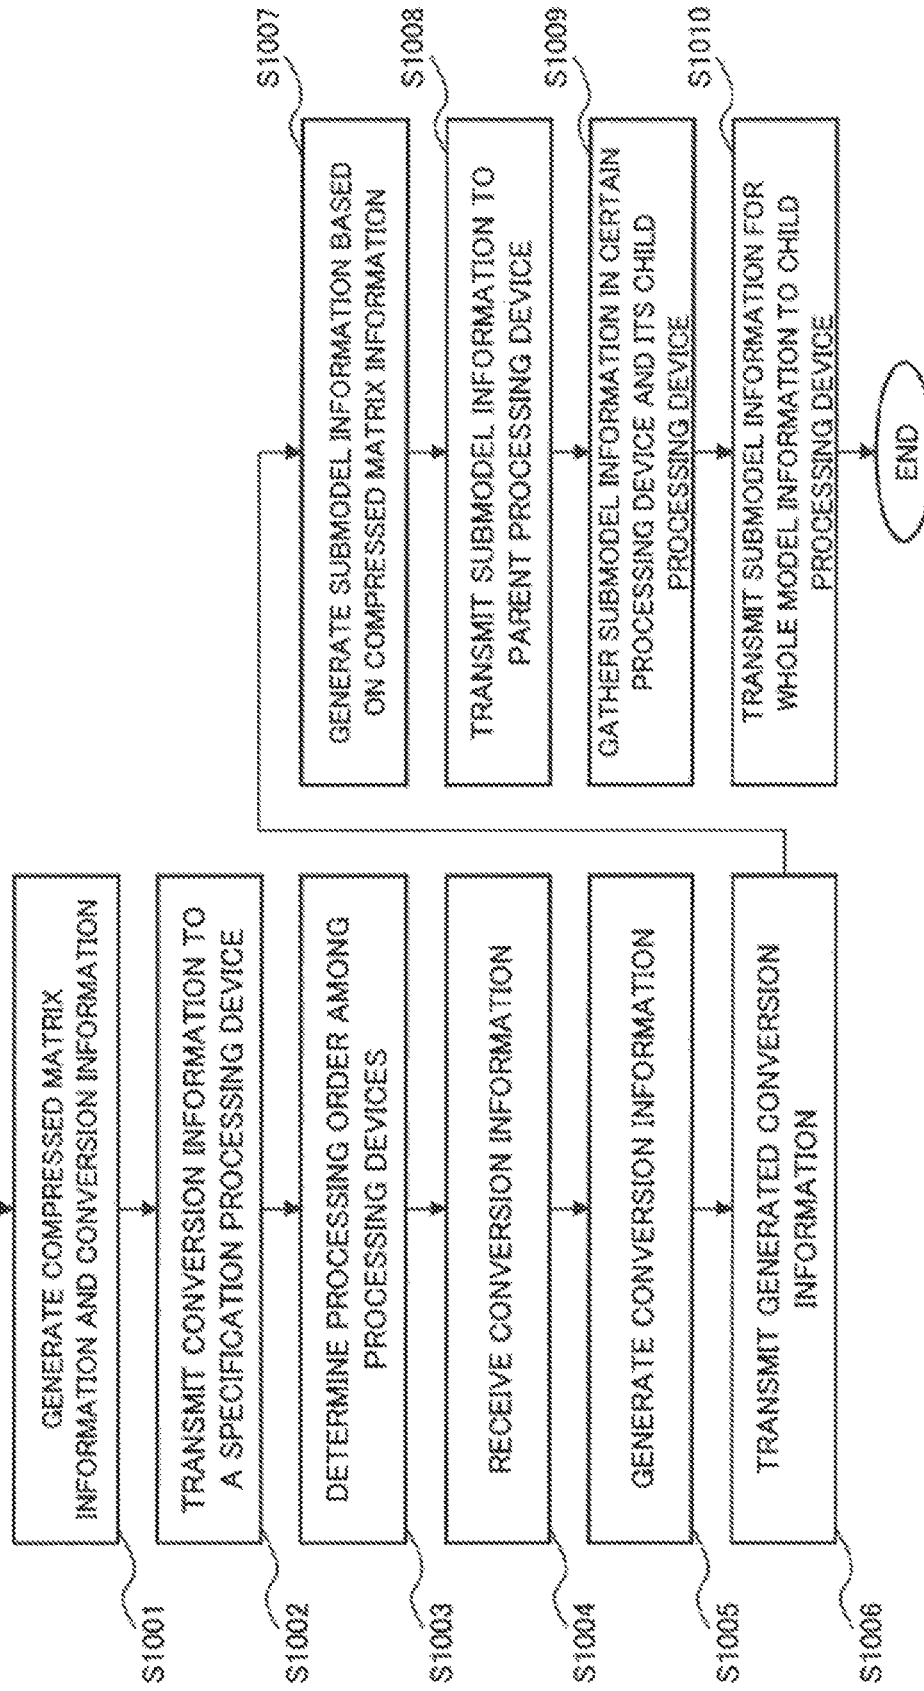 S1001
GENERATE COMPRESSED MATRIX
INFORMATION AND CONVERSION INFORMATION
S1002
TRANSMIT CONVERSION INFORMATION TO
A SPECIFICATION PROCESSING DEVICE
S1003
DETERMINE PROCESSING ORDER AMONG
PROCESSING DEVICES
S1004
RECEIVE CONVERSION INFORMATION
S1005
GENERATE CONVERSION INFORMATION
S1006
TRANSMIT GENERATED CONVERSION
INFORMATION
S1007
GENERATE SUBMODEL INFORMATION BASED
ON COMPRESSED MATRIX INFORMATION
S1008
TRANSMIT SUBMODEL INFORMATION TO
PARENT PROCESSING DEVICE
S1009
GATHER SUBMODEL INFORMATION IN CERTAIN
PROCESSING DEVICE AND ITS CHILD
PROCESSING DEVICE
S1010
TRANSMIT SUBMODEL INFORMATION FOR
WHOLE MODEL INFORMATION TO CHILD
PROCESSING DEVICE
END